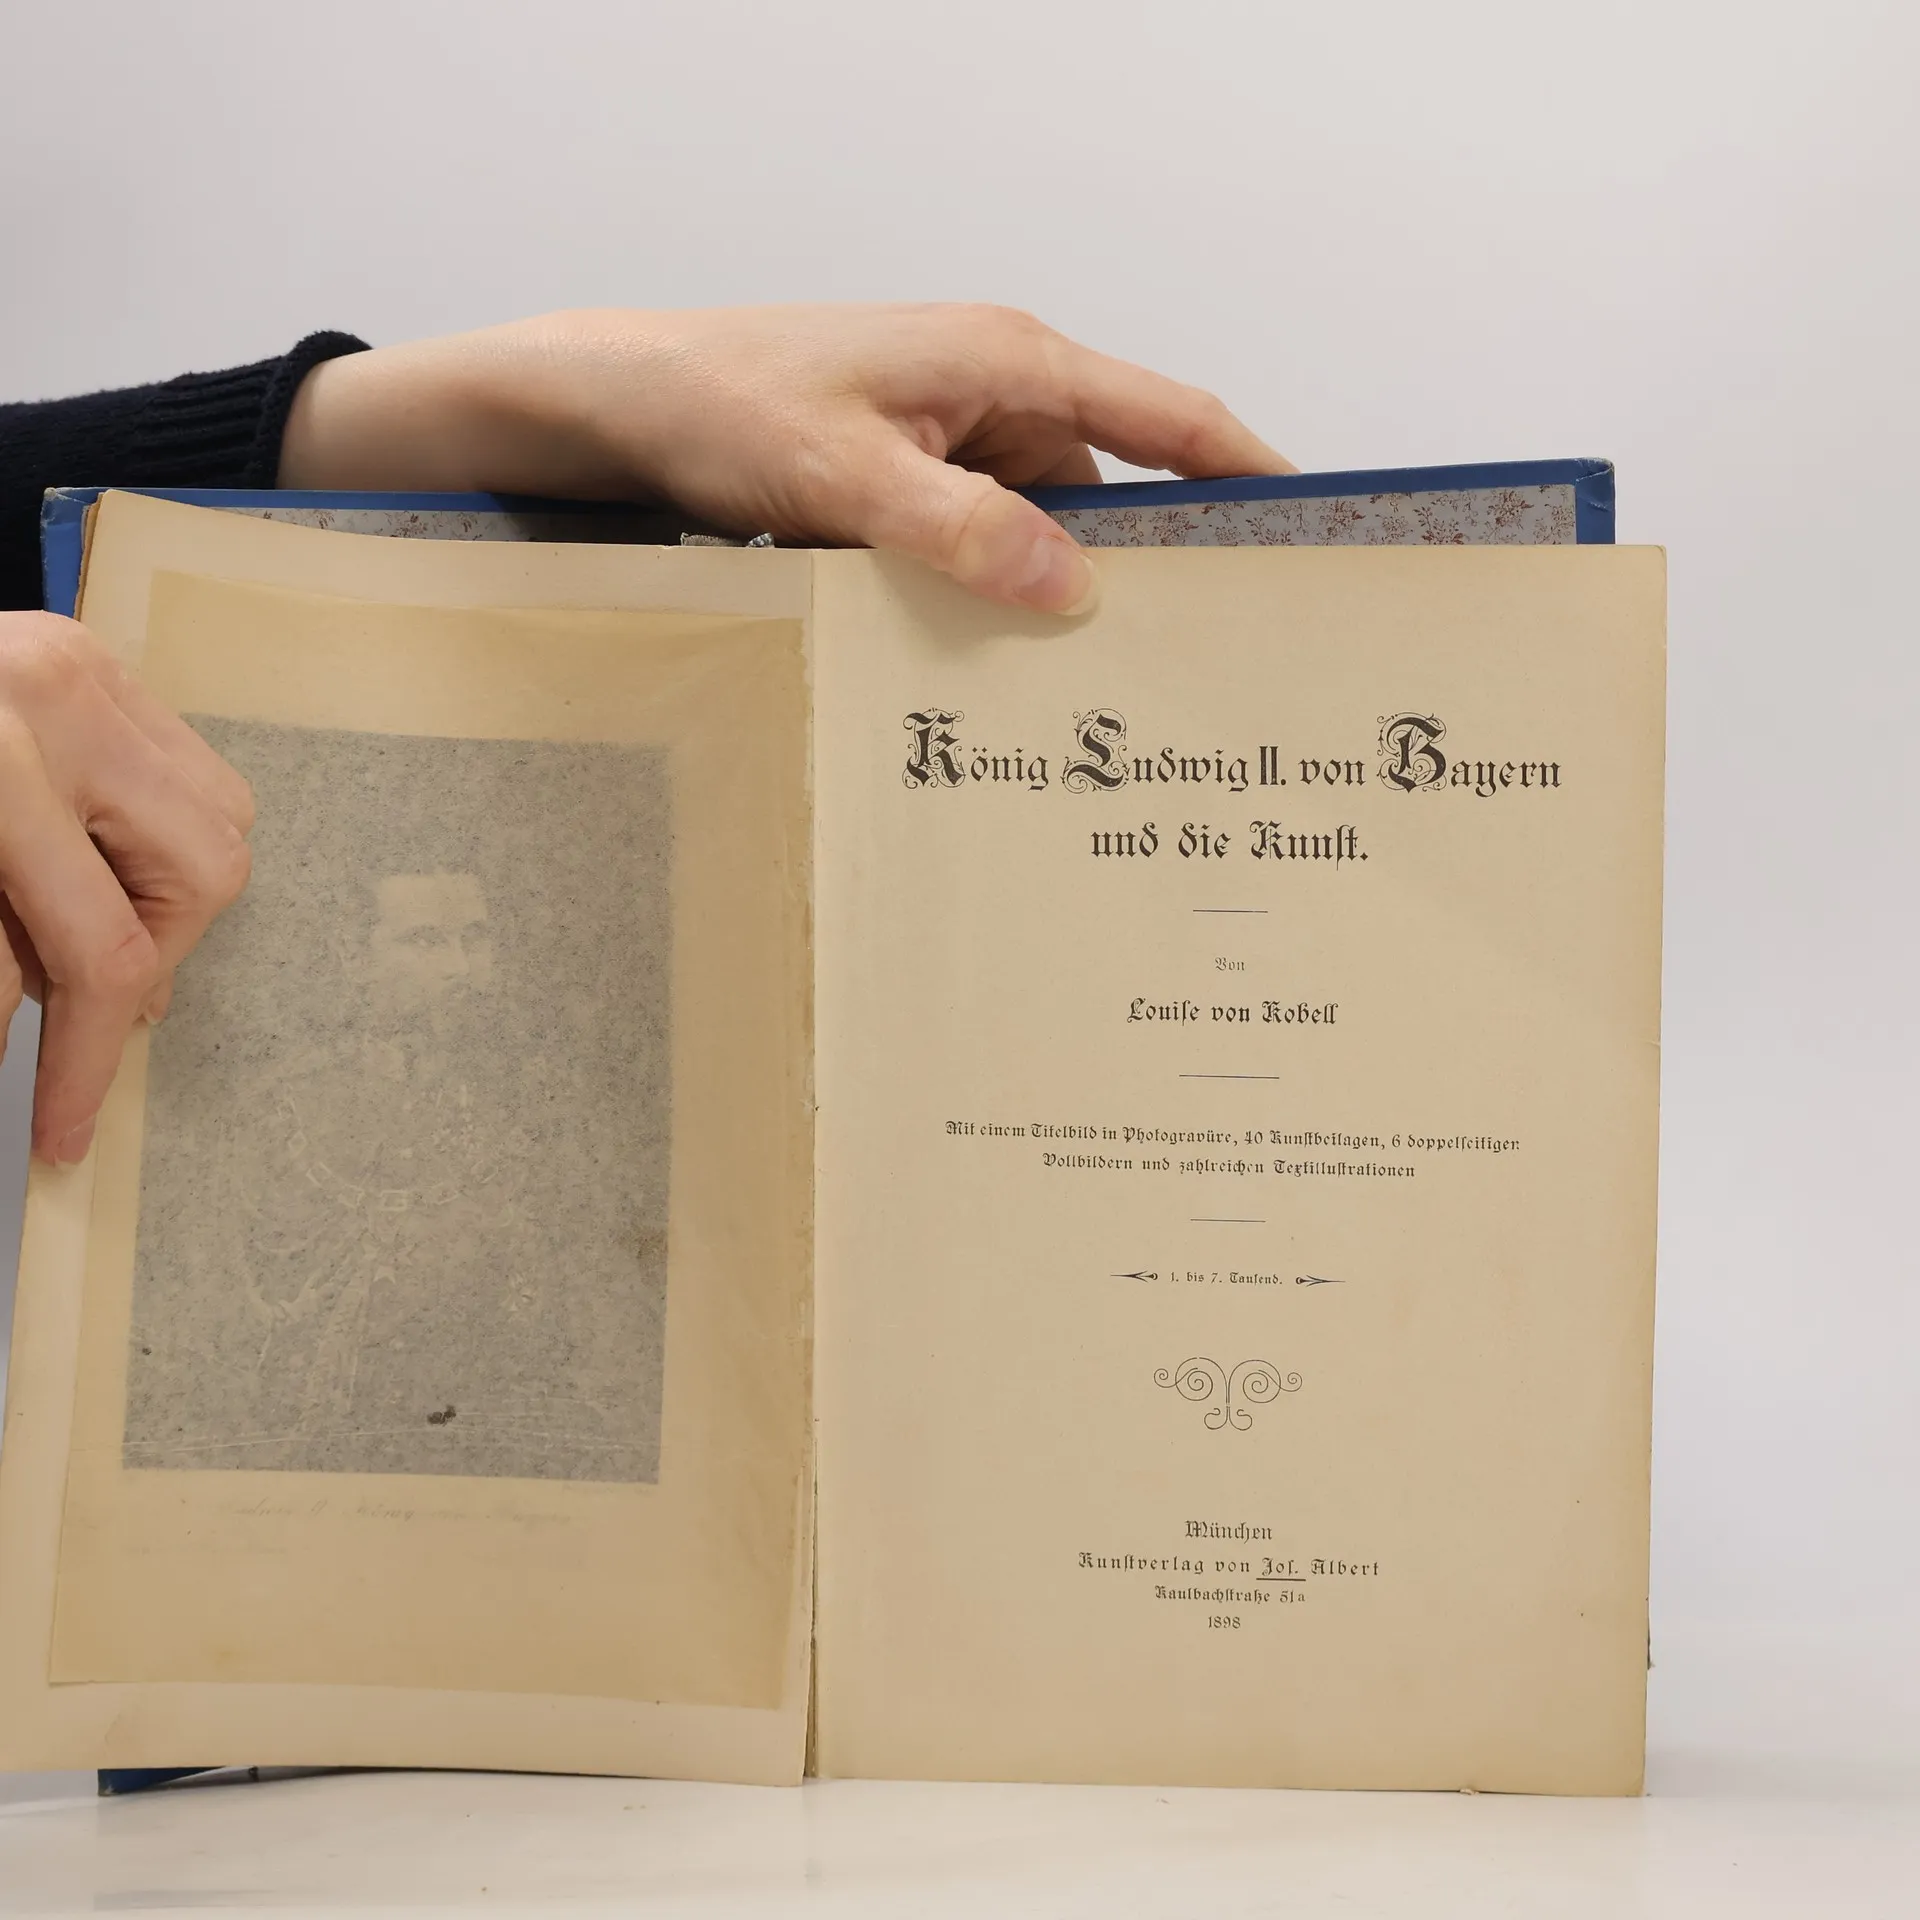 König Ludwig II. von Bayern
und die Kunſt.
Von
Louiſe von Kobell
Mit einem Titelbild in Photogravüre, 40 Kunſtbeilagen, 6 doppelſeitigen
Vollbildern und zahlreichen Textilluſtrationen
1. bis 7. Tauſend.
München
Kunſtverlag von Joſ. Albert
Kaulbachſtraße 51a
1898